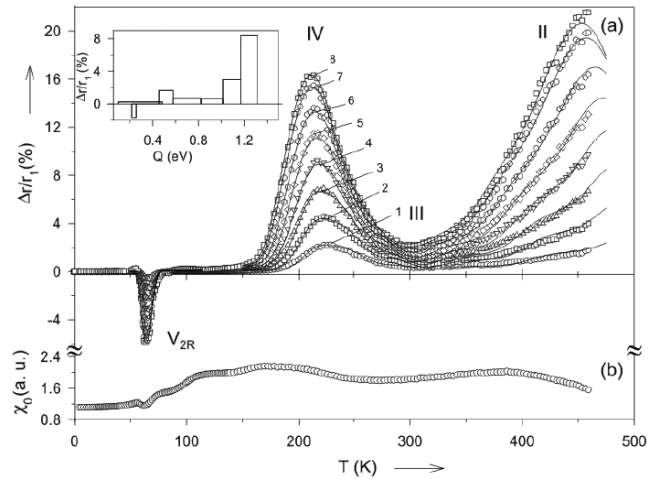 20
16
12
8
4
0
-4
Δr/r₁(%)
(a)
IV
II
III
V₂R
8
7
6
5
4
3
2
1
8
4
0
Δr/r₁ (%)
0.4 0.8 1.2
Q (eV)
2.4
1.6
0.8
χ₀(a. u.)
(b)
≈ ≈
0 100 200 300 400 500
T (K)